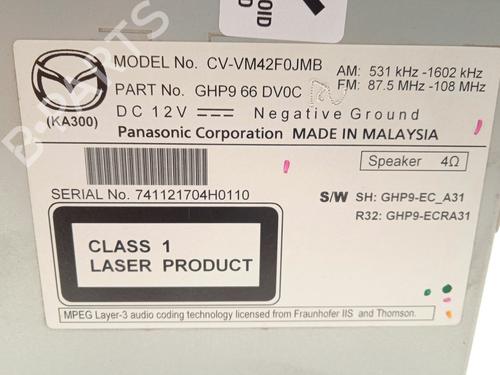 OID
MODEL No. CV-VM42F0JMB
AM: 531 kHz -1602 kHz
PART No. GHP9 66 DV0C
FM: 87.5 MHz -108 MHz
(KA300)
DC 12V Negative Ground
Panasonic Corporation MADE IN MALAYSIA
Speaker 4Ω
SERIAL No. 741121704H0110
S/W SH: GHP9-EC_A31
R32: GHP9-ECRA31
CLASS 1
LASER PRODUCT
MPEG Layer-3 audio coding technology licensed from Fraunhofer IIS and Thomson.
B-PARTS